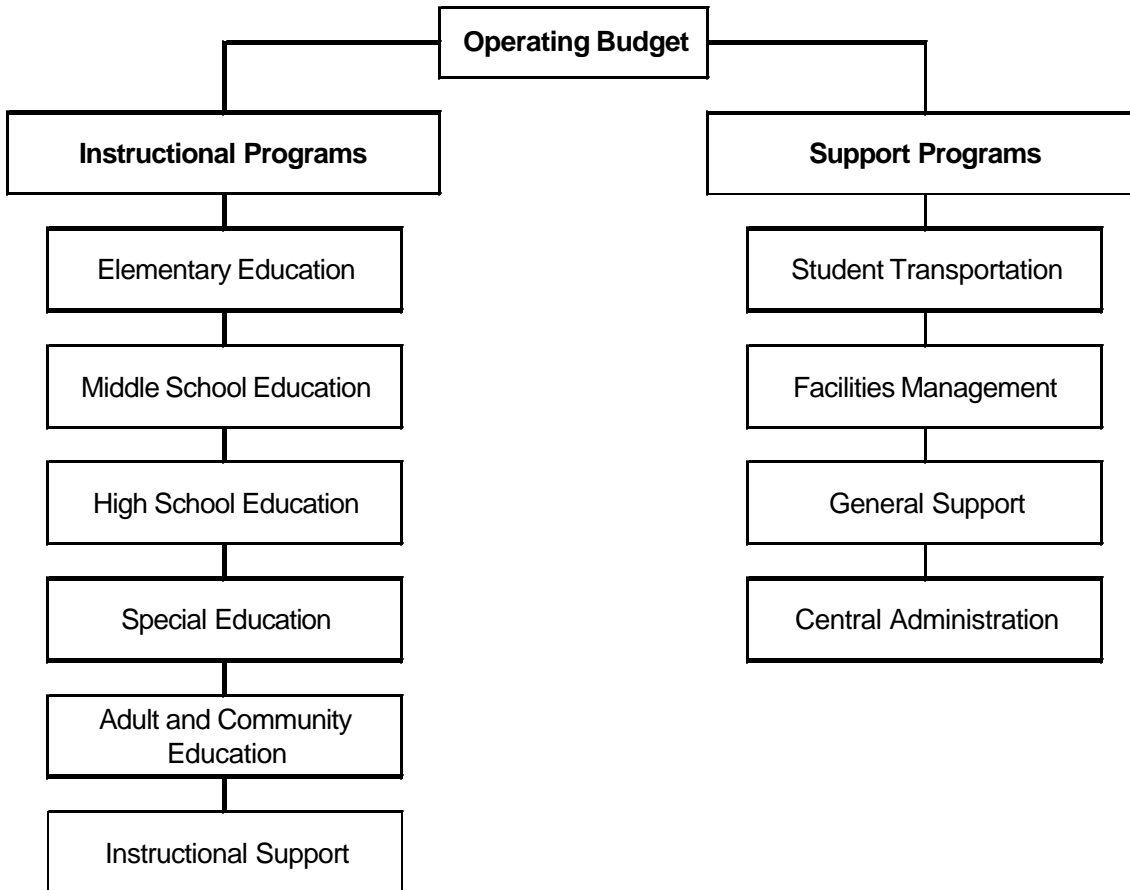 Operating Budget
Instructional Programs
Support Programs
Elementary Education
Student Transportation
Middle School Education
Facilities Management
High School Education
General Support
Special Education
Central Administration
Adult and Community
Education
Instructional Support